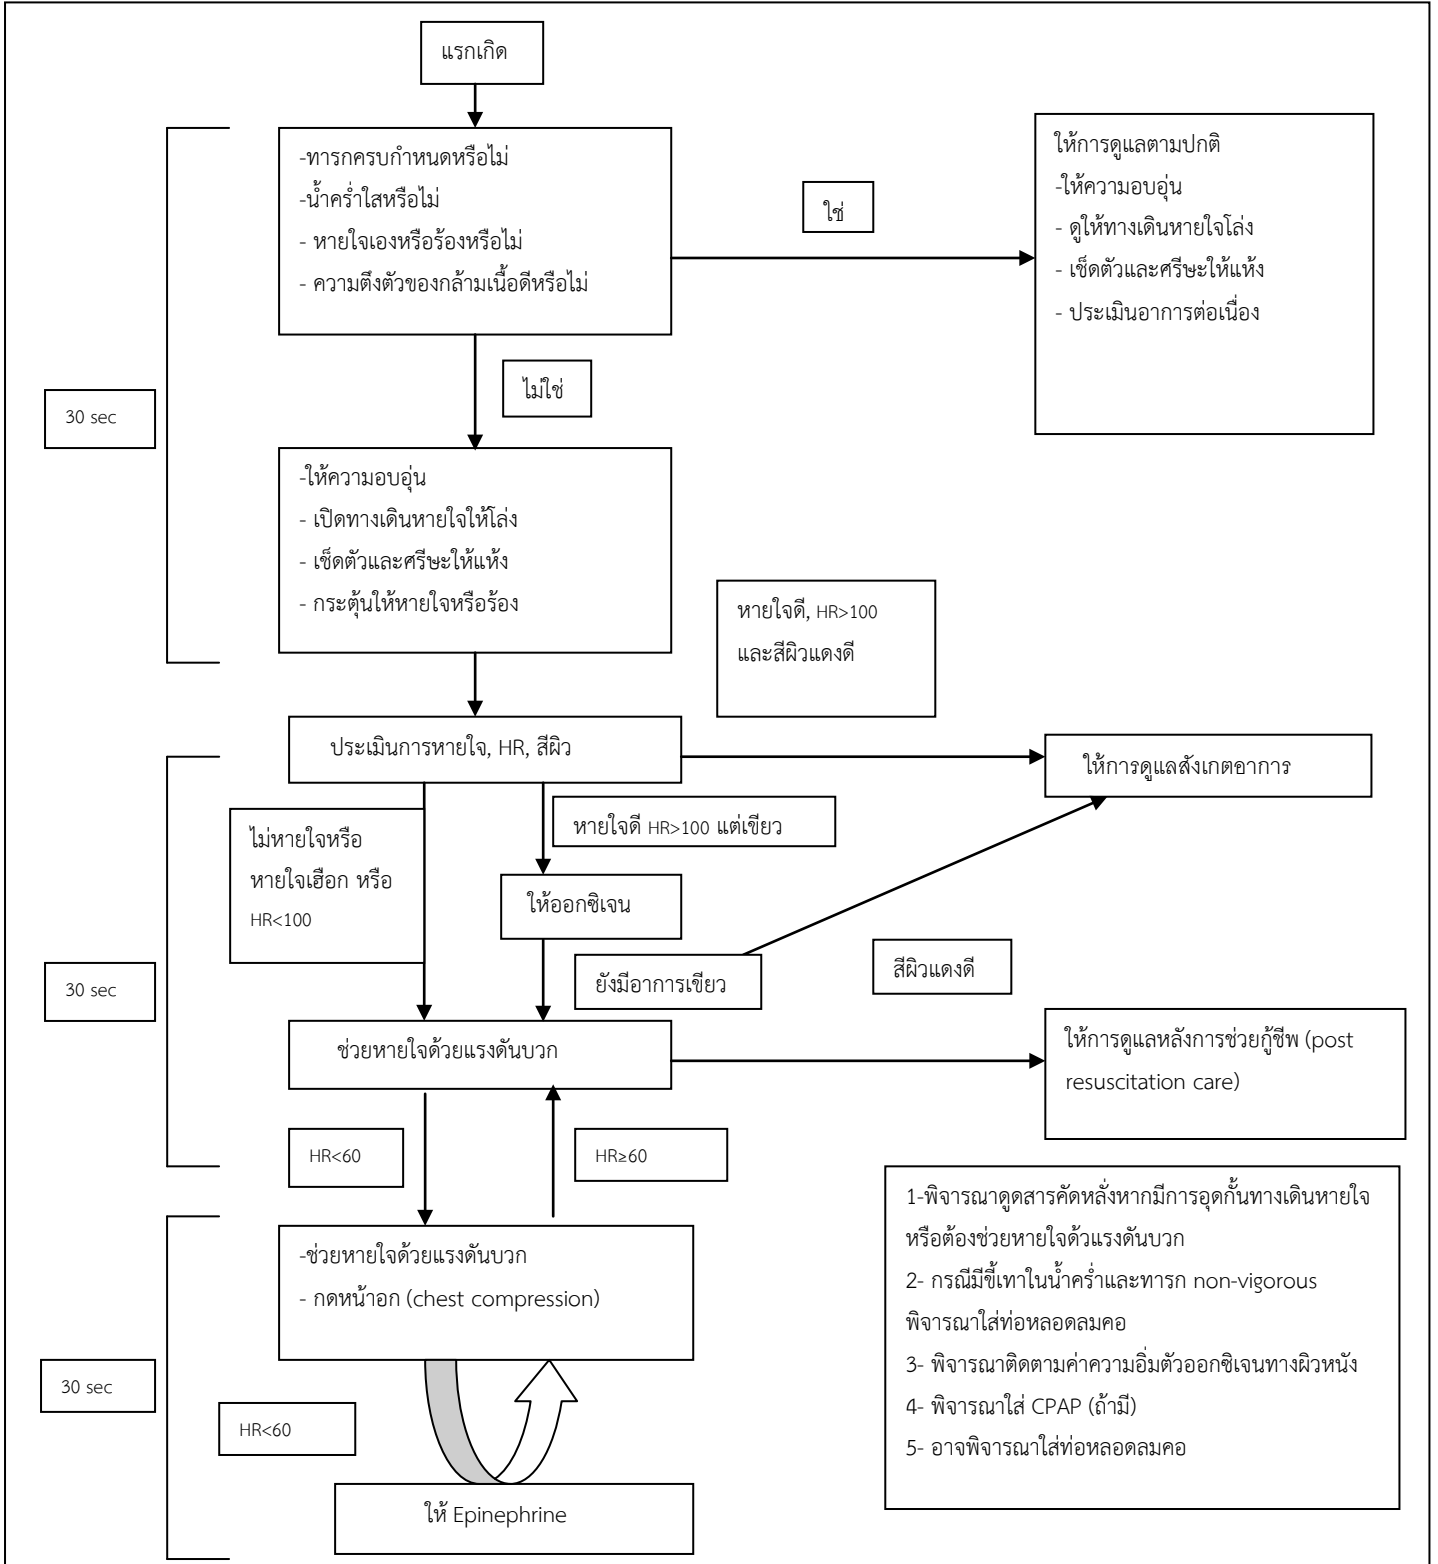 แรกเกิด
-ทารกครบกำหนดหรือไม่
-น้ำคร่ำใสหรือไม่
- หายใจเองหรือร้องหรือไม่
- ความตึงตัวของกล้ามเนื้อดีหรือไม่
ใช่
ให้การดูแลตามปกติ
-ให้ความอบอุ่น
- ดูให้ทางเดินหายใจโล่ง
- เช็ดตัวและศรีษะให้แห้ง
- ประเมินอาการต่อเนื่อง
ไม่ใช่
30 sec
-ให้ความอบอุ่น
- เปิดทางเดินหายใจให้โล่ง
- เช็ดตัวและศรีษะให้แห้ง
- กระตุ้นให้หายใจหรือร้อง
หายใจดี, HR>100
และสีผิวแดงดี
ประเมินการหายใจ, HR, สีผิว
ให้การดูแลสังเกตอาการ
ไม่หายใจหรือ
หายใจเฮือก หรือ
HR<100
หายใจดี HR>100 แต่เขียว
ให้ออกซิเจน
30 sec
ยังมีอาการเขียว
สีผิวแดงดี
ช่วยหายใจด้วยแรงดันบวก
ให้การดูแลหลังการช่วยกู้ชีพ (post
resuscitation care)
HR<60
HR≥60
-ช่วยหายใจด้วยแรงดันบวก
- กดหน้าอก (chest compression)
1-พิจารณาดูดสารคัดหลั่งหากมีการอุดกั้นทางเดินหายใจ
หรือต้องช่วยหายใจด้วแรงดันบวก
2- กรณีมีขี้เทาในน้ำคร่ำและทารก non-vigorous
พิจารณาใส่ท่อหลอดลมคอ
3- พิจารณาติดตามค่าความอิ่มตัวออกซิเจนทางผิวหนัง
4- พิจารณาใส่ CPAP (ถ้ามี)
5- อาจพิจารณาใส่ท่อหลอดลมคอ
30 sec
HR<60
ให้ Epinephrine